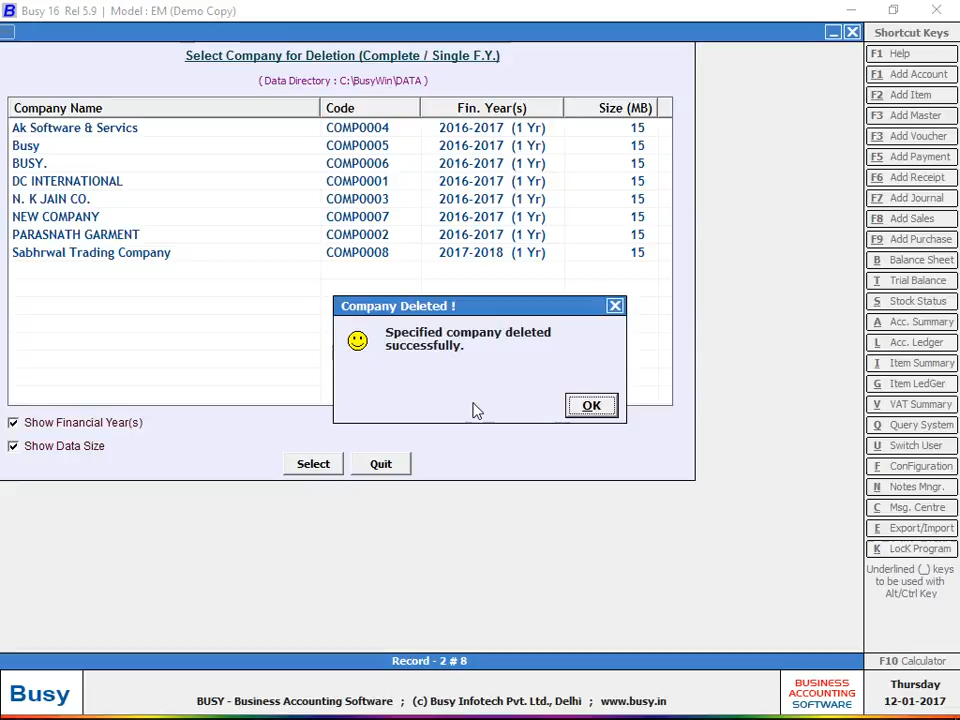 Busy 16 Rel 5.9 | Model : EM (Demo Copy)
Select Company for Deletion (Complete / Single F.Y.)
( Data Directory : C:\BusyWin\DATA )
Company Name Code Fin. Year(s) Size (MB)
Ak Software & Servics COMP0004 2016-2017 (1 Yr) 15
Busy COMP0005 2016-2017 (1 Yr) 15
BUSY. COMP0006 2016-2017 (1 Yr) 15
DC INTERNATIONAL COMP0001 2016-2017 (1 Yr) 15
N. K JAIN CO. COMP0003 2016-2017 (1 Yr) 15
NEW COMPANY COMP0007 2016-2017 (1 Yr) 15
PARASNATH GARMENT COMP0002 2016-2017 (1 Yr) 15
Sabhrwal Trading Company COMP0008 2017-2018 (1 Yr) 15
Company Deleted !
Specified company deleted
successfully.
OK
Show Financial Year(s)
Show Data Size
Select Quit
Shortcut Keys
F1 Help
F1 Add Account
F2 Add Item
F3 Add Master
F3 Add Voucher
F5 Add Payment
F6 Add Receipt
F7 Add Journal
F8 Add Sales
F9 Add Purchase
B Balance Sheet
T Trial Balance
S Stock Status
A Acc. Summary
L Acc. Ledger
I Item Summary
G Item LedGer
V VAT Summary
Q Query System
U Switch User
F ConFiguration
N Notes Mngr.
C Msg. Centre
E Export/Import
K LocK Program
Underlined (_) keys
to be used with
Alt/Ctrl Key
Record - 2 # 8
F10 Calculator
Busy
BUSY - Business Accounting Software ; (c) Busy Infotech Pvt. Ltd., Delhi ; www.busy.in
BUSINESS
ACCOUNTING
SOFTWARE
Thursday
12-01-2017